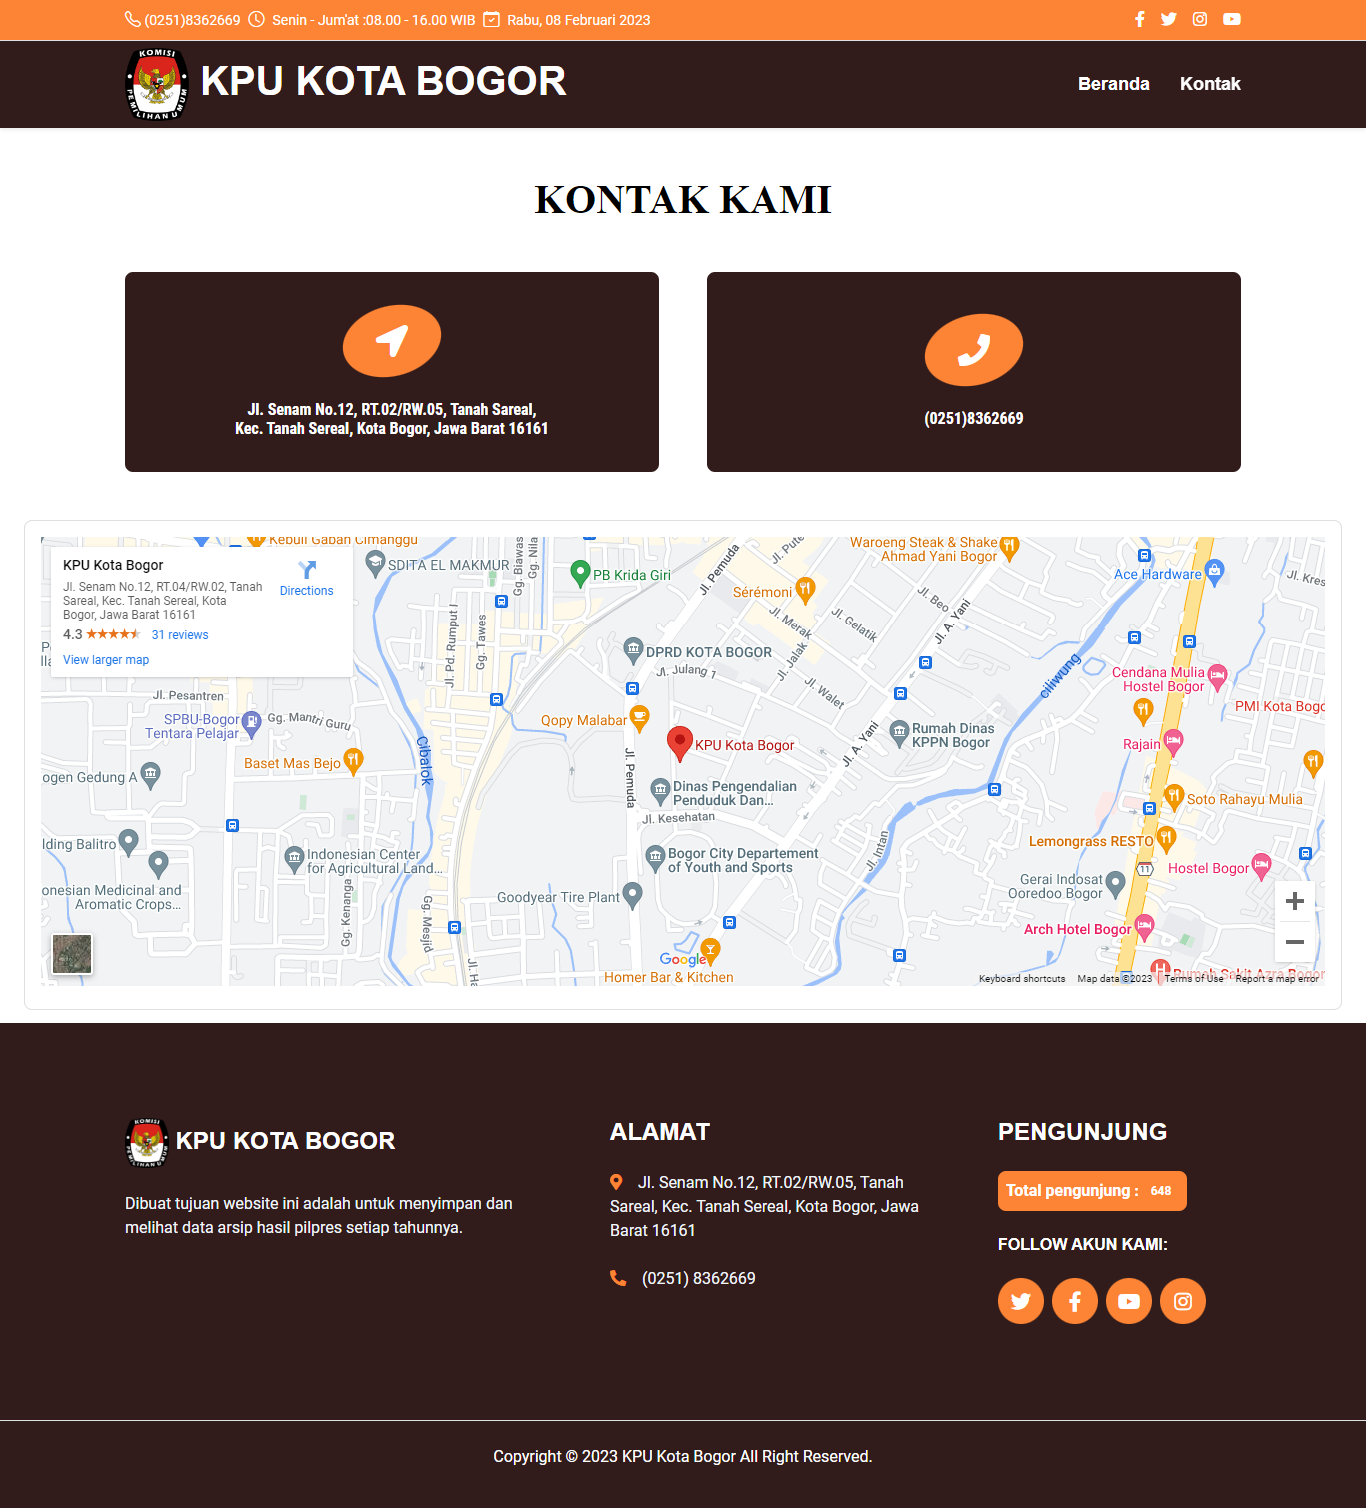 (0251)8362669 Senin - Jum'at :08.00 - 16.00 WIB Rabu, 08 Februari 2023
KOMISI
PEMILIHAN UMUM
KPU KOTA BOGOR
Beranda Kontak
KONTAK KAMI
Jl. Senam No.12, RT.02/RW.05, Tanah Sareal,
Kec. Tanah Sereal, Kota Bogor, Jawa Barat 16161
(0251)8362669
KPU Kota Bogor
Jl. Senam No.12, RT.04/RW.02, Tanah
Sareal, Kec. Tanah Sereal, Kota
Bogor, Jawa Barat 16161
4.3 31 reviews
View larger map
Directions
Kebuli Gaban Cimanggu
SDITA EL MAKMUR
Gg. Biawas
Gg. Nila
PB Krida Giri
Jl. Pemuda
Jl. Pute
Waroeng Steak & Shake
Ahmad Yani Bogor
Ace Hardware
Jl. Kres
Sérémoni
Jl. Merak
Jl. Gelatik
Jl. Beo
Jl. A. Yani
Jl. Pd. Rumput I
Gg. Tawes
DPRD KOTA BOGOR
Jl. Julang 1
Jl. Jalak
Jl. Walet
ciliwung
Cendana Mulia
Hostel Bogor
PMI Kota Bogo
Jl. Pesantren
SPBU-Bogor
Tentara Pelajar
Gg. Mantri Guru
Qopy Malabar
KPU Kota Bogor
Jl. A. Yani
Rumah Dinas
KPPN Bogor
Rajain
Baset Mas Bejo
Cibalok
Jl. Pemuda
ogen Gedung A
Dinas Pengendalian
Penduduk Dan...
Soto Rahayu Mulia
Jl. Kesehatan
lding Balitro
Indonesian Center
for Agricultural Land...
Bogor City Departement
of Youth and Sports
Jl. Intan
Lemongrass RESTO
11
Hostel Bogor
onesian Medicinal and
Aromatic Crops...
Gg. Kenanga
Gg. Mesjid
Goodyear Tire Plant
Gerai Indosat
Ooredoo Bogor
Arch Hotel Bogor
Jl. Ha
Google
Homer Bar & Kitchen
Rumah Sakit Azra Bogor
Keyboard shortcuts Map data ©2023 Terms of Use Report a map error
KOMISI
PEMILIHAN UMUM
KPU KOTA BOGOR
Dibuat tujuan website ini adalah untuk menyimpan dan
melihat data arsip hasil pilpres setiap tahunnya.
ALAMAT
Jl. Senam No.12, RT.02/RW.05, Tanah
Sareal, Kec. Tanah Sereal, Kota Bogor, Jawa
Barat 16161
(0251) 8362669
PENGUNJUNG
Total pengunjung : 648
FOLLOW AKUN KAMI:
Copyright © 2023 KPU Kota Bogor All Right Reserved.